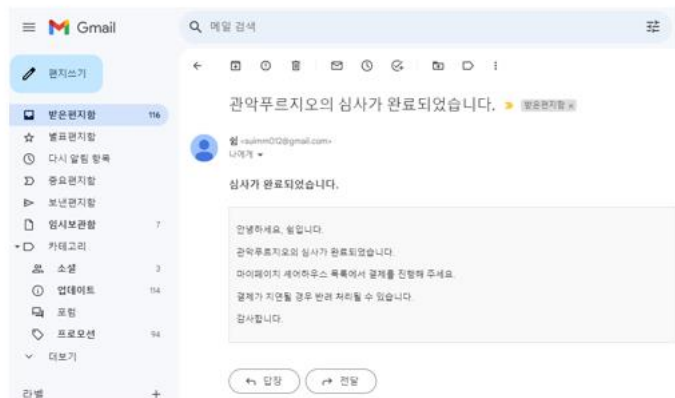 Gmail
메일 검색
편지쓰기
관악푸르지오의 심사가 완료되었습니다.
받은편지함 x
받은편지함 116
별표편지함
다시 알림 항목
중요편지함
보낸편지함
임시보관함 7
카테고리
소셜 3
업데이트 114
포럼
프로모션 94
더보기
라벨 +
쉼 <suimm012@gmail.com>
나에게
심사가 완료되었습니다.
안녕하세요, 쉼입니다.
관악푸르지오의 심사가 완료되었습니다.
마이페이지 셰어하우스 목록에서 결제를 진행해 주세요.
결제가 지연될 경우 반려 처리될 수 있습니다.
감사합니다.
답장
전달